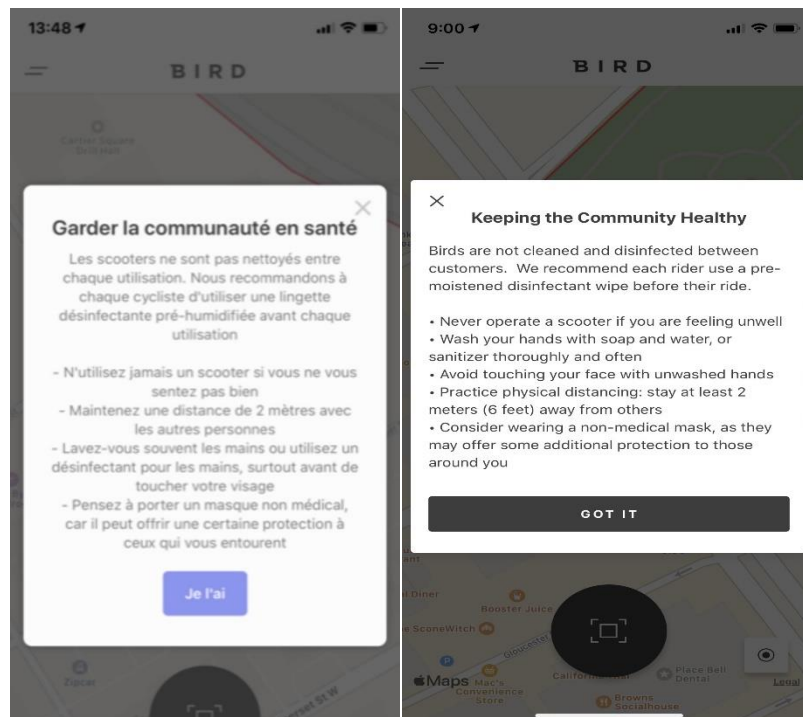 13:48
BIRD
Cartier Square
Drill Hall
Garder la communauté en santé
Les scooters ne sont pas nettoyés entre
chaque utilisation. Nous recommandons à
chaque cycliste d'utiliser une lingette
désinfectante pré-humidifiée avant chaque
utilisation
- N'utilisez jamais un scooter si vous ne vous
sentez pas bien
- Maintenez une distance de 2 mètres avec
les autres personnes
- Lavez-vous souvent les mains ou utilisez un
désinfectant pour les mains, surtout avant de
toucher votre visage
- Pensez à porter un masque non médical,
car il peut offrir une certaine protection à
ceux qui vous entourent
Je l'ai
Zipcar
erset St W
9:00
BIRD
Keeping the Community Healthy
Birds are not cleaned and disinfected between
customers. We recommend each rider use a pre-
moistened disinfectant wipe before their ride.
• Never operate a scooter if you are feeling unwell
• Wash your hands with soap and water, or
sanitizer thoroughly and often
• Avoid touching your face with unwashed hands
• Practice physical distancing: stay at least 2
meters (6 feet) away from others
• Consider wearing a non-medical mask, as they
may offer some additional protection to those
around you
GOT IT
Diner
Booster Juice
SconeWitch
Gloucester
P
Place Bell
Dental
Maps
Mac's
Convenience
Store
Browns
Socialhouse
Legal